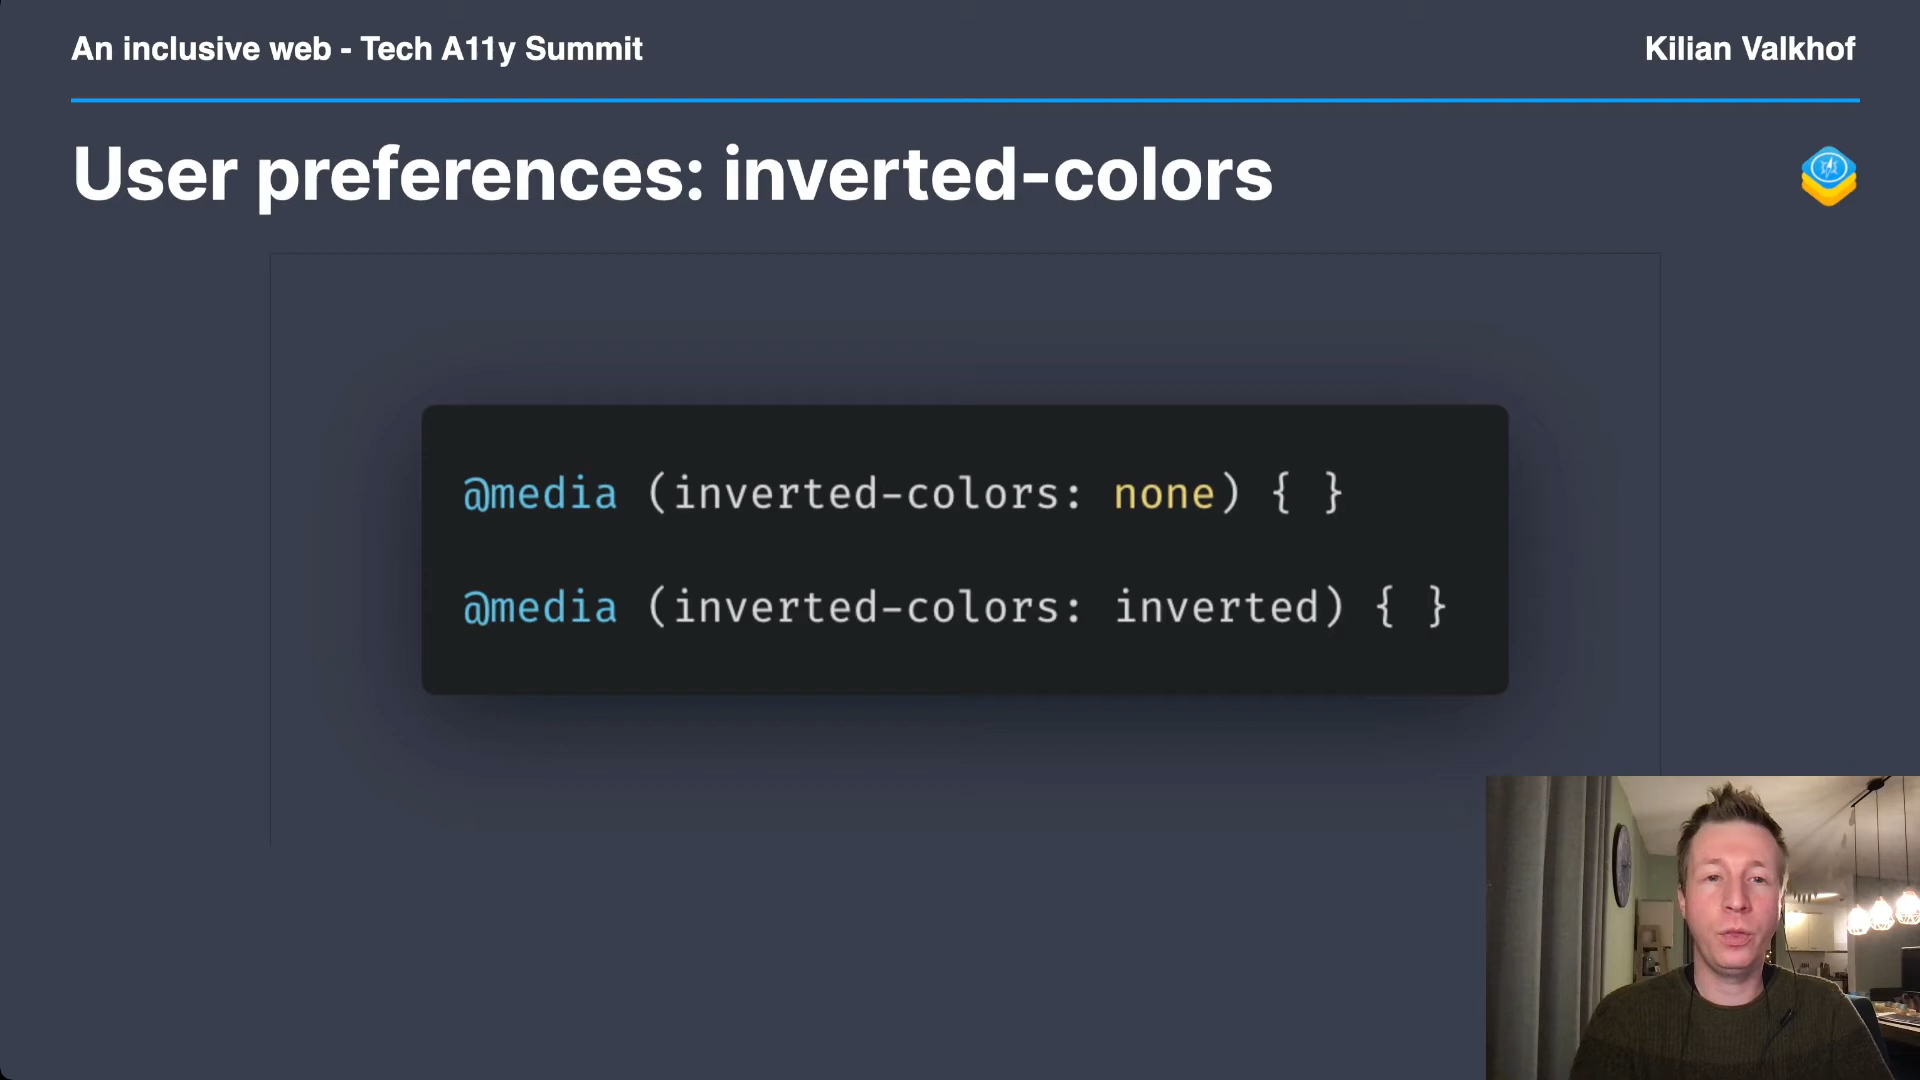 An inclusive web - Tech A11y Summit
Kilian Valkhof
User preferences: inverted-colors
@media (inverted-colors: none) { }
@media (inverted-colors: inverted) { }